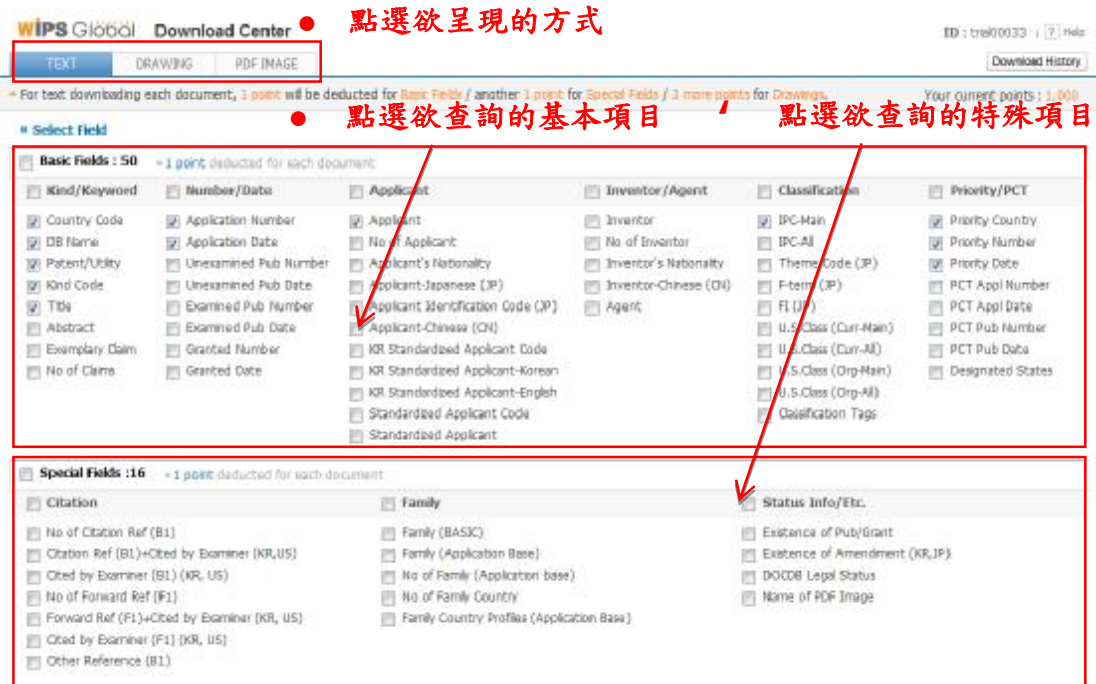 WIPS Global Download Center
● 點選欲呈現的方式
ID : trial00033 | ? Help
TEXT DRAWING PDF IMAGE
Download History
For text downloading each document, 1 point will be deducted for Basic Fields / another 1 point for Special Fields / 3 more points for Drawings.
Your current points : 1,000
● 點選欲查詢的基本項目
點選欲查詢的特殊項目
Select Field
Basic Fields : 50 - 1 point deducted for each document
Kind/Keyword Number/Date Applicant Inventor/Agent Classification Priority/PCT
Country Code Application Number Applicant Inventor IPC-Main Priority Country
DB Name Application Date No of Applicant No of Inventor IPC-All Priority Number
Patent/Utility Unexamined Pub Number Applicant's Nationality Inventor's Nationality Theme Code (JP) Priority Date
Kind Code Unexamined Pub Date Applicant-Japanese (JP) Inventor-Chinese (CN) F-term (JP) PCT Appl Number
Title Examined Pub Number Applicant Identification Code (JP) Agent FI (JP) PCT Appl Date
Abstract Examined Pub Date Applicant-Chinese (CN) U.S.Class (Curr-Main) PCT Pub Number
Exemplary Claim Granted Number KR Standardized Applicant Code U.S.Class (Curr-All) PCT Pub Date
No of Claims Granted Date KR Standardized Applicant-Korean U.S.Class (Org-Main) Designated States
KR Standardized Applicant-English U.S.Class (Org-All)
Standardized Applicant Code Classification Tags
Standardized Applicant
Special Fields :16 - 1 point deducted for each document
Citation Family Status Info/Etc.
No of Citation Ref (B1) Family (BASIC) Existence of Pub/Grant
Citation Ref (B1)+Cited by Examiner (KR,US) Family (Application Base) Existence of Amendment (KR,JP)
Cited by Examiner (B1) (KR, US) No of Family (Application base) DOCDB Legal Status
No of Forward Ref (F1) No of Family Country Name of PDF Image
Forward Ref (F1)+Cited by Examiner (KR, US) Family Country Profiles (Application Base)
Cited by Examiner (F1) (KR, US)
Other Reference (B1)